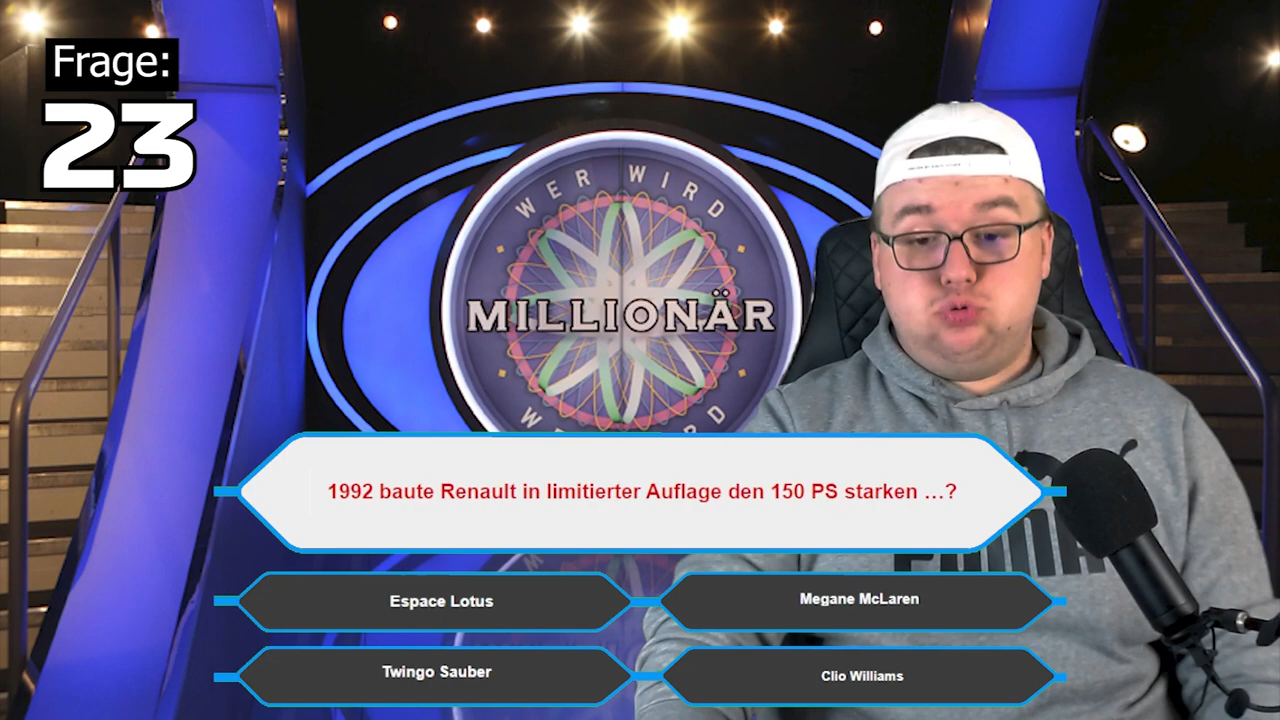 Frage:
23
WER WIRD
MILLIONÄR
1992 baute Renault in limitierter Auflage den 150 PS starken …?
PUMA
Espace Lotus
Megane McLaren
Twingo Sauber
Clio Williams